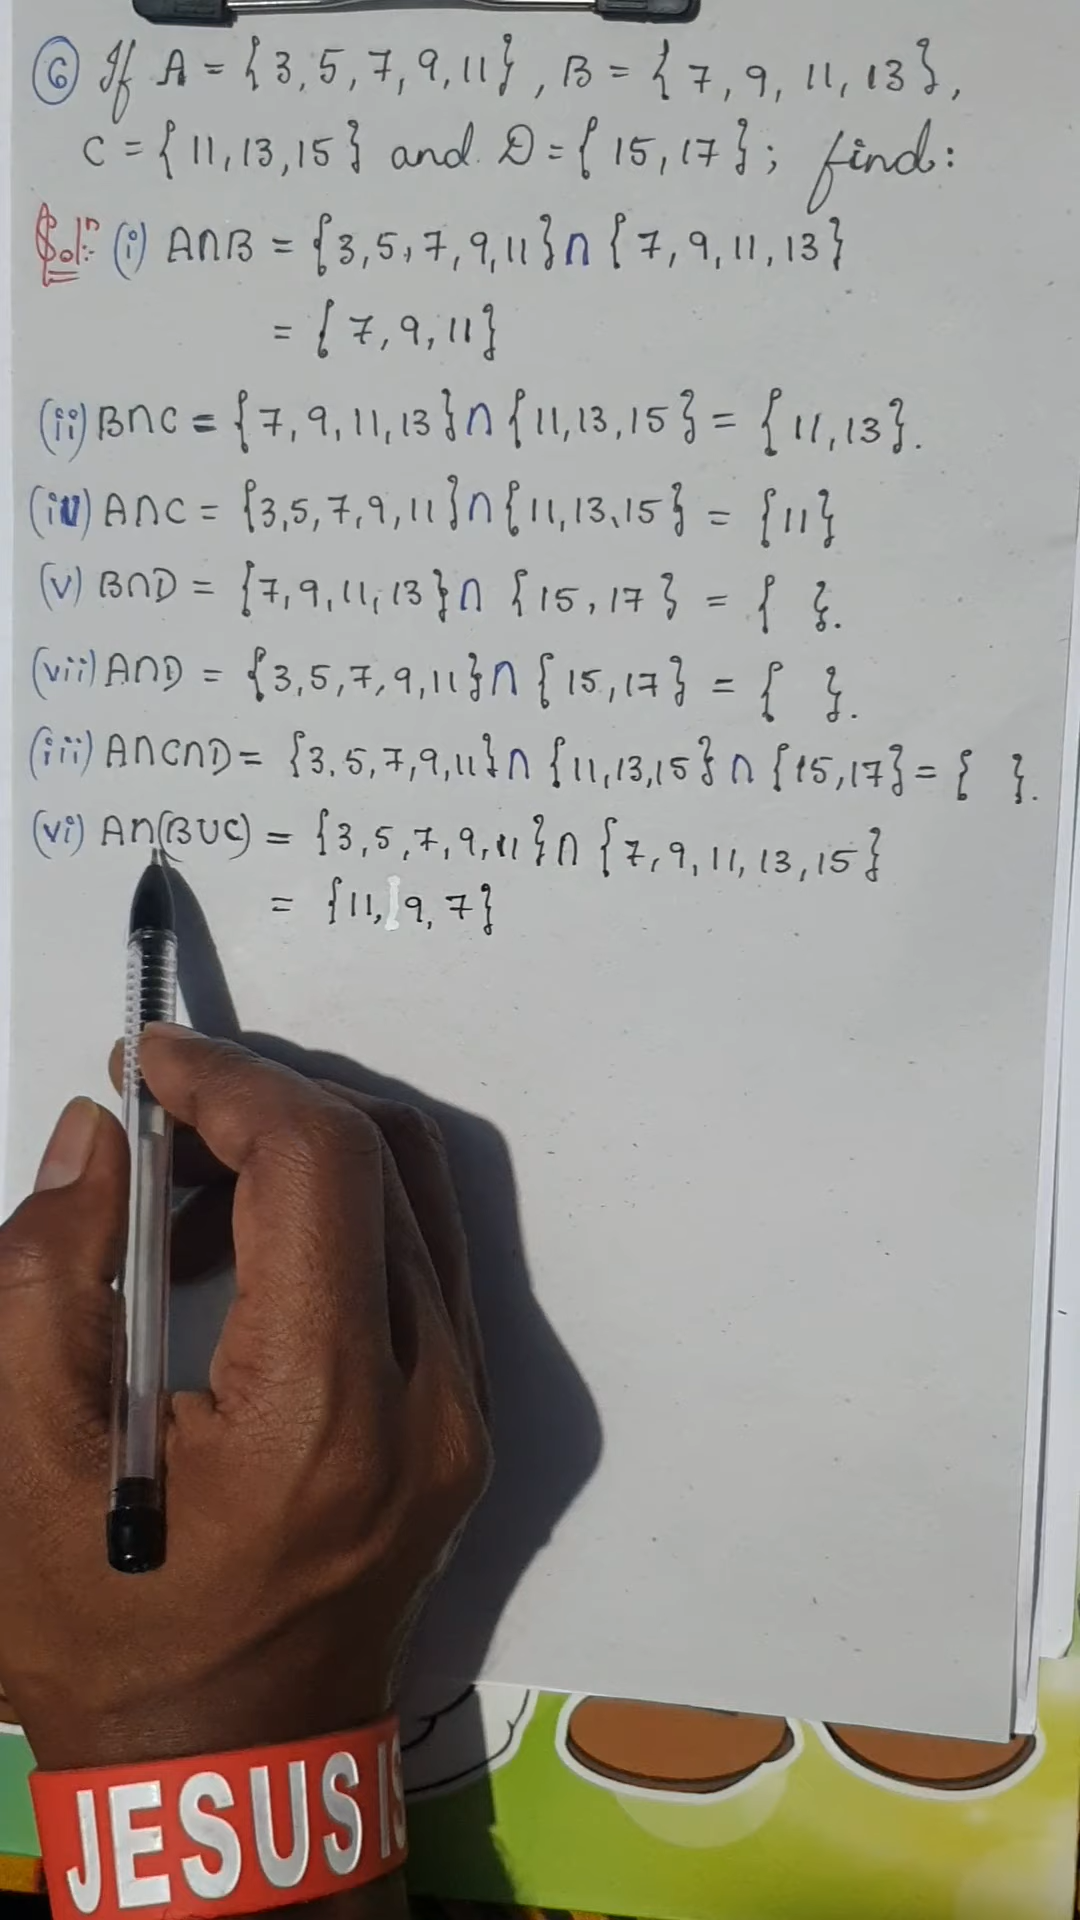 ⑥ If A = {3, 5, 7, 9, 11}, B = {7, 9, 11, 13},
C = {11, 13, 15} and D = {15, 17}; find:
Solⁿ:- (i) A∩B = {3, 5, 7, 9, 11} ∩ {7, 9, 11, 13}
= {7, 9, 11}
(ii) B∩C = {7, 9, 11, 13} ∩ {11, 13, 15} = {11, 13}.
(iv) A∩C = {3, 5, 7, 9, 11} ∩ {11, 13, 15} = {11}
(v) B∩D = {7, 9, 11, 13} ∩ {15, 17} = { }.
(vii) A∩D = {3, 5, 7, 9, 11} ∩ {15, 17} = { }.
(iii) A∩C∩D = {3, 5, 7, 9, 11} ∩ {11, 13, 15} ∩ {15, 17} = { }.
(vi) A∩(B∪C) = {3, 5, 7, 9, 11} ∩ {7, 9, 11, 13, 15}
= {11, 9, 7}
JESUS IS